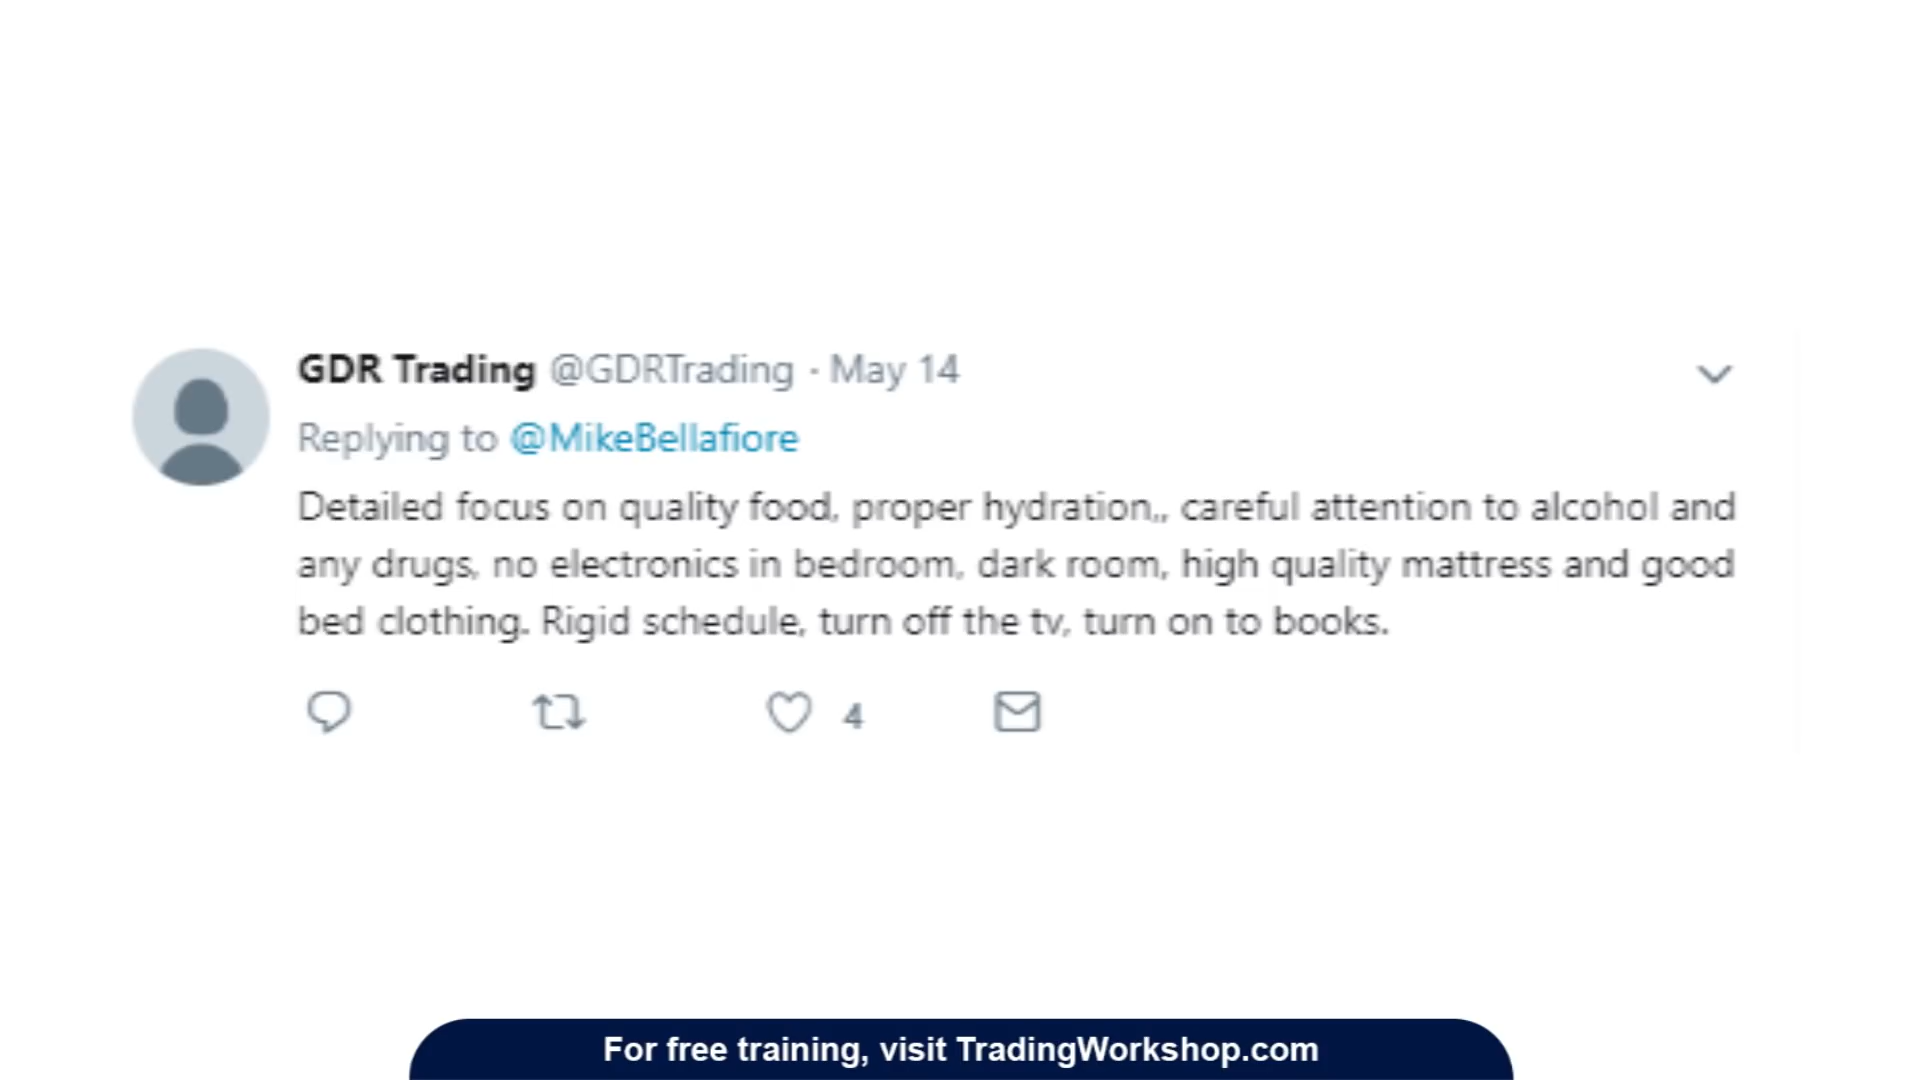 GDR Trading @GDRTrading · May 14
Replying to @MikeBellafiore
Detailed focus on quality food, proper hydration,, careful attention to alcohol and
any drugs, no electronics in bedroom, dark room, high quality mattress and good
bed clothing. Rigid schedule, turn off the tv, turn on to books.
4
For free training, visit TradingWorkshop.com